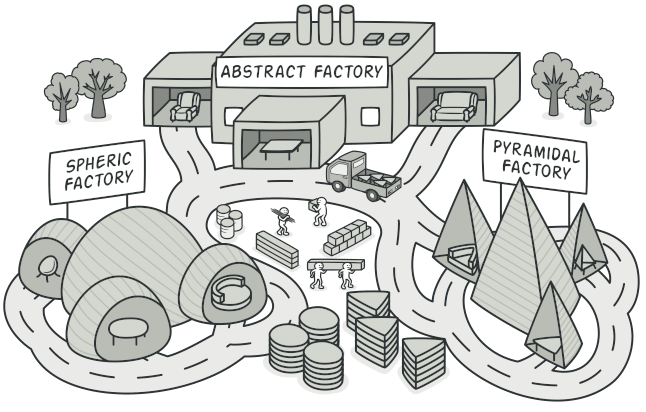 ABSTRACT FACTORY
SPHERIC
FACTORY
PYRAMIDAL
FACTORY